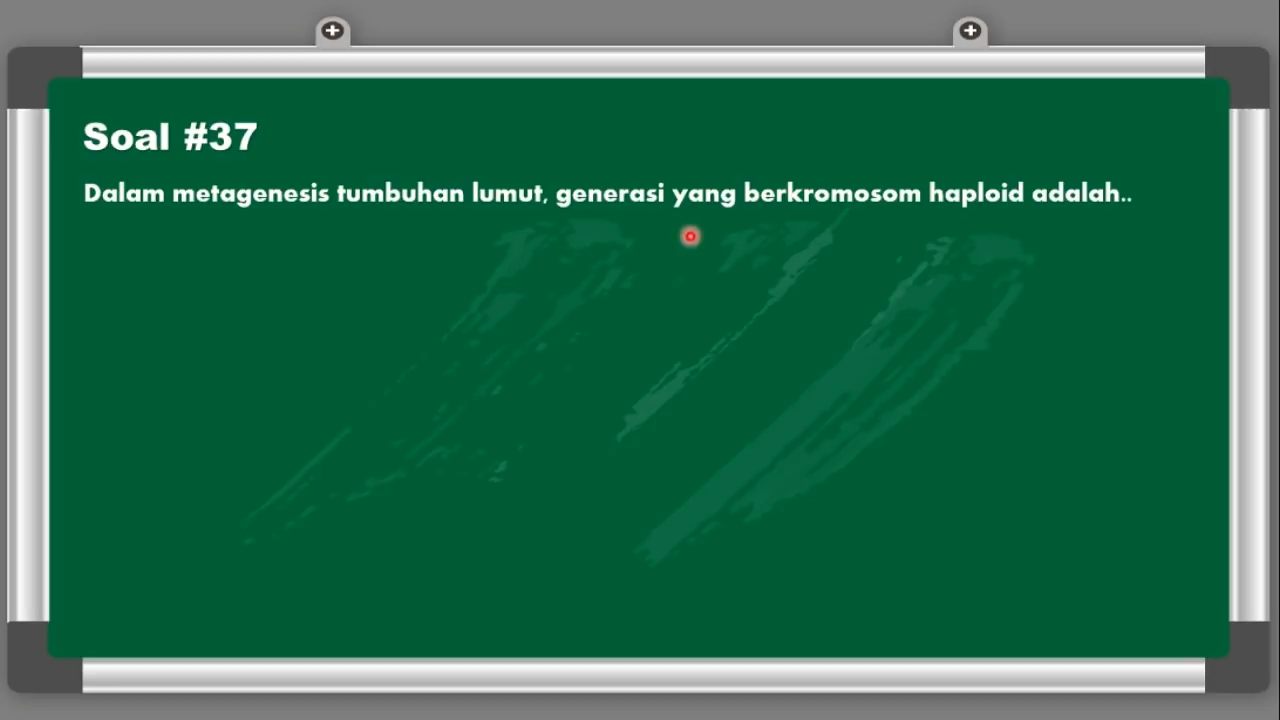 Soal #37
Dalam metagenesis tumbuhan lumut, generasi yang berkromosom haploid adalah..